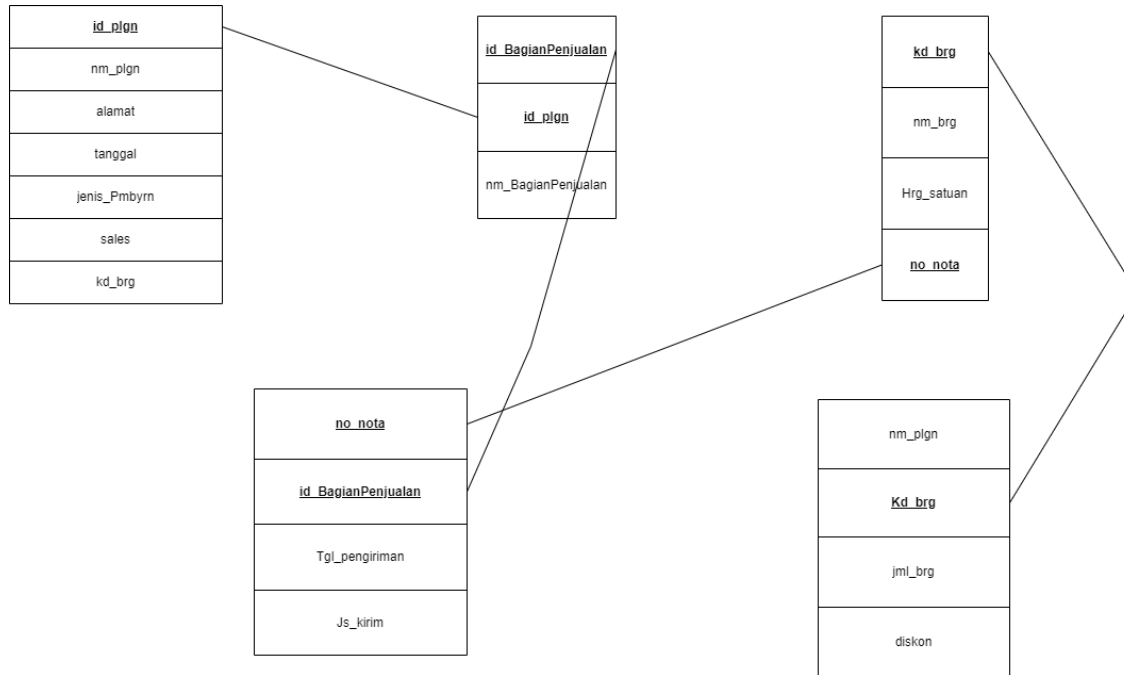 id_plgn
nm_plgn
alamat
tanggal
jenis_Pmbyrn
sales
kd_brg
id_BagianPenjualan
id_plgn
nm_BagianPenjualan
kd_brg
nm_brg
Hrg_satuan
no_nota
no_nota
id_BagianPenjualan
Tgl_pengiriman
Js_kirim
nm_plgn
Kd_brg
jml_brg
diskon